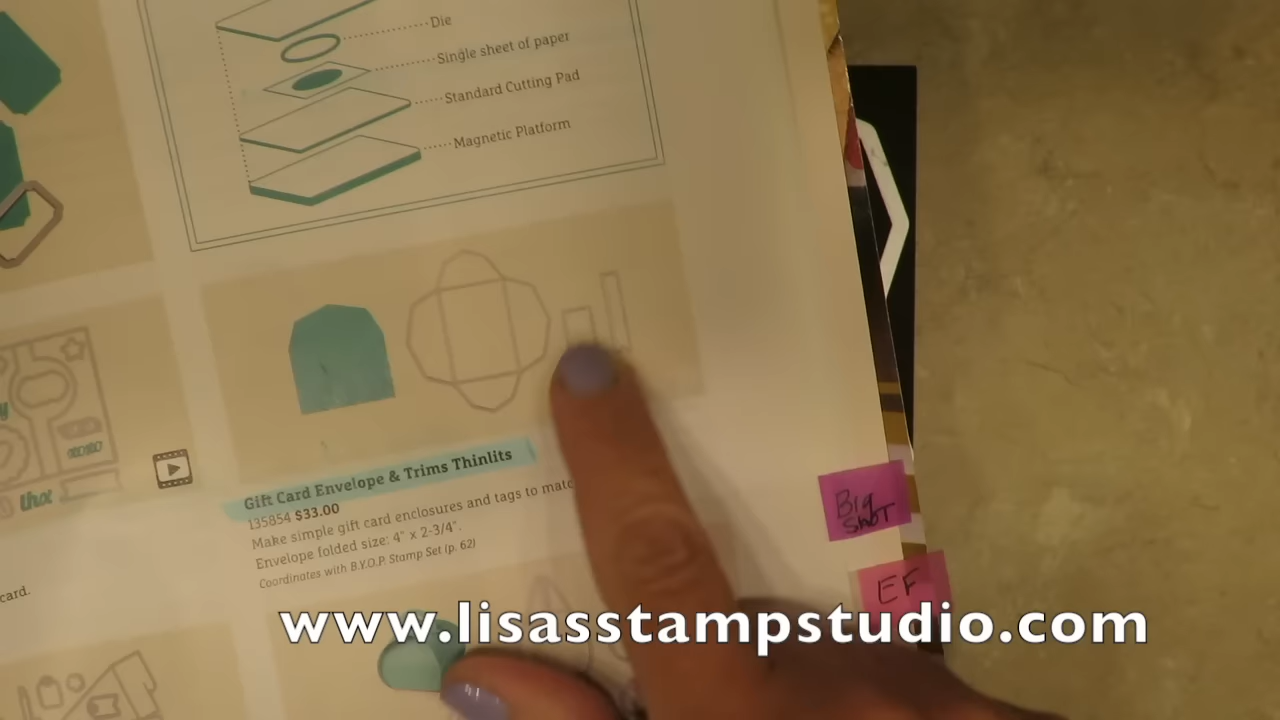 Die
Single sheet of paper
Standard Cutting Pad
Magnetic Platform
xoxo
that
Gift Card Envelope & Trims Thinlits
135854 $33.00
Make simple gift card enclosures and tags to
Envelope folded size: 4" x 2-3/4".
Coordinates with B.Y.O.P. Stamp Set (p. 62)
card.
Big
SHOT
EF
www.lisasstampstudio.com